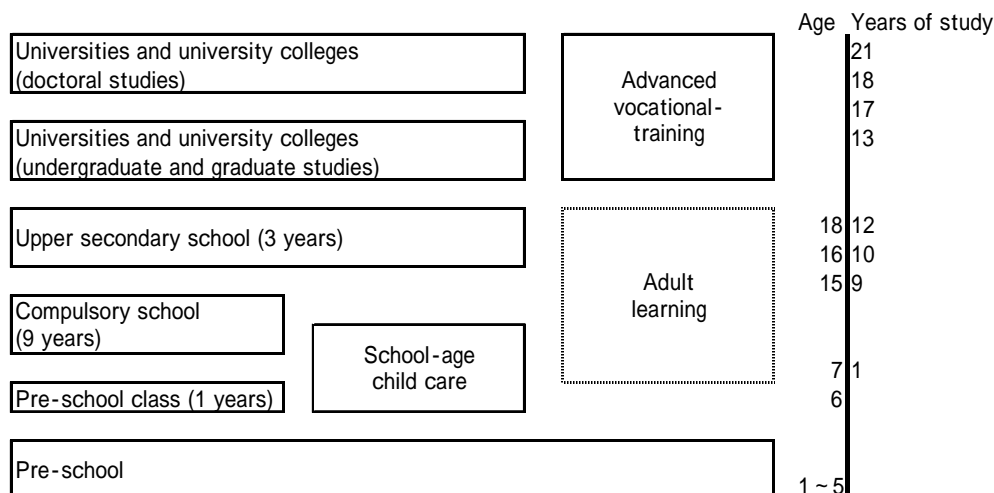 Age Years of study
Universities and university colleges
(doctoral studies)
Advanced
vocational-
training
21
18
17
13
Universities and university colleges
(undergraduate and graduate studies)
Upper secondary school (3 years)
18 12
16 10
15 9
Adult
learning
Compulsory school
(9 years)
School-age
child care
7 1
Pre-school class (1 years)
6
Pre-school
1 ~ 5